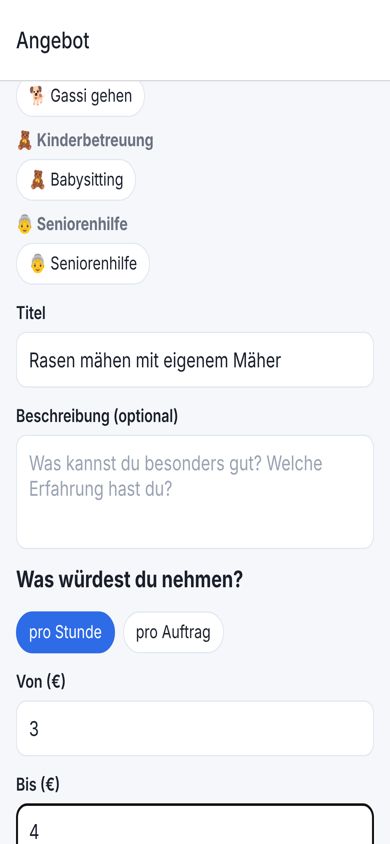 Angebot
🐕 Gassi gehen
🧸 Kinderbetreuung
🧸 Babysitting
👵 Seniorenhilfe
👵 Seniorenhilfe
Titel
Rasen mähen mit eigenem Mäher
Beschreibung (optional)
Was kannst du besonders gut? Welche
Erfahrung hast du?
Was würdest du nehmen?
pro Stunde pro Auftrag
Von (€)
3
Bis (€)
4